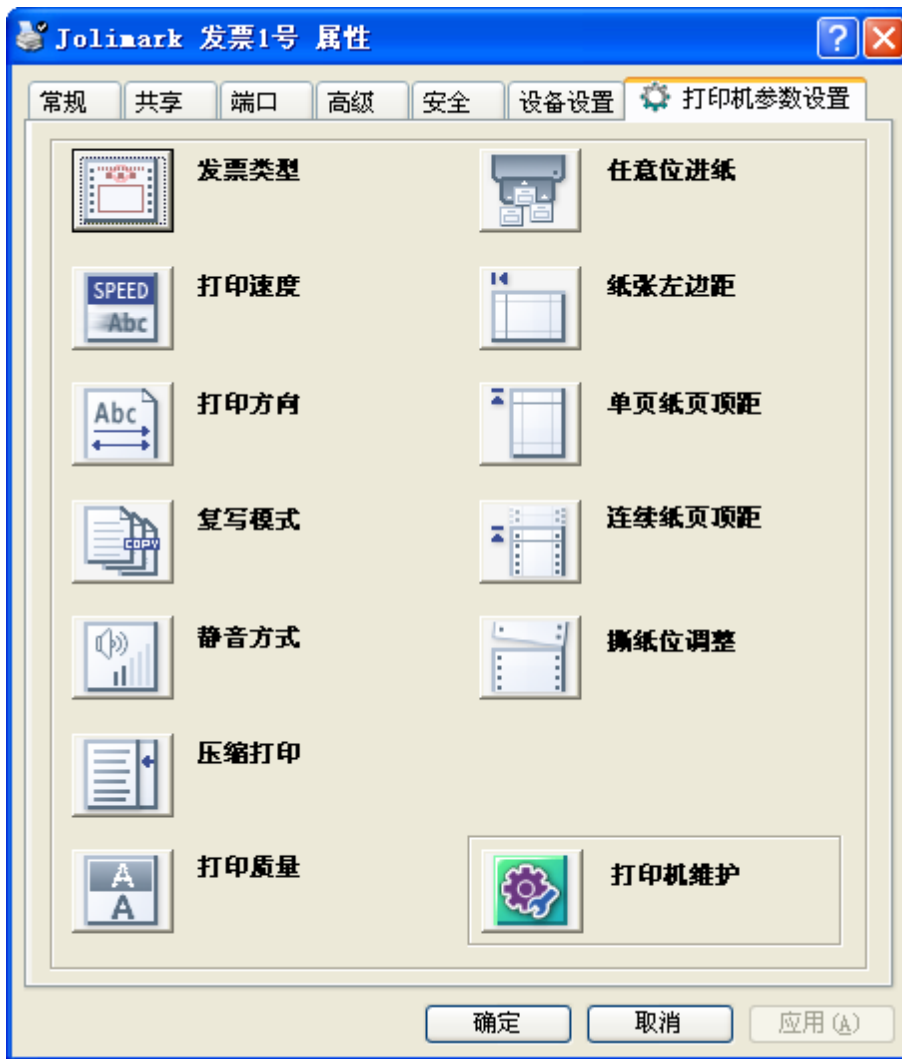 Jolimark 发票1号 属性
常规 共享 端口 高级 安全 设备设置 打印机参数设置
发票类型 任意位进纸
SPEED Abc 打印速度 纸张左边距
Abc 打印方向 单页纸页顶距
COPY 复写模式 连续纸页顶距
静音方式 撕纸位调整
压缩打印
A A 打印质量 打印机维护
确定 取消 应用(A)